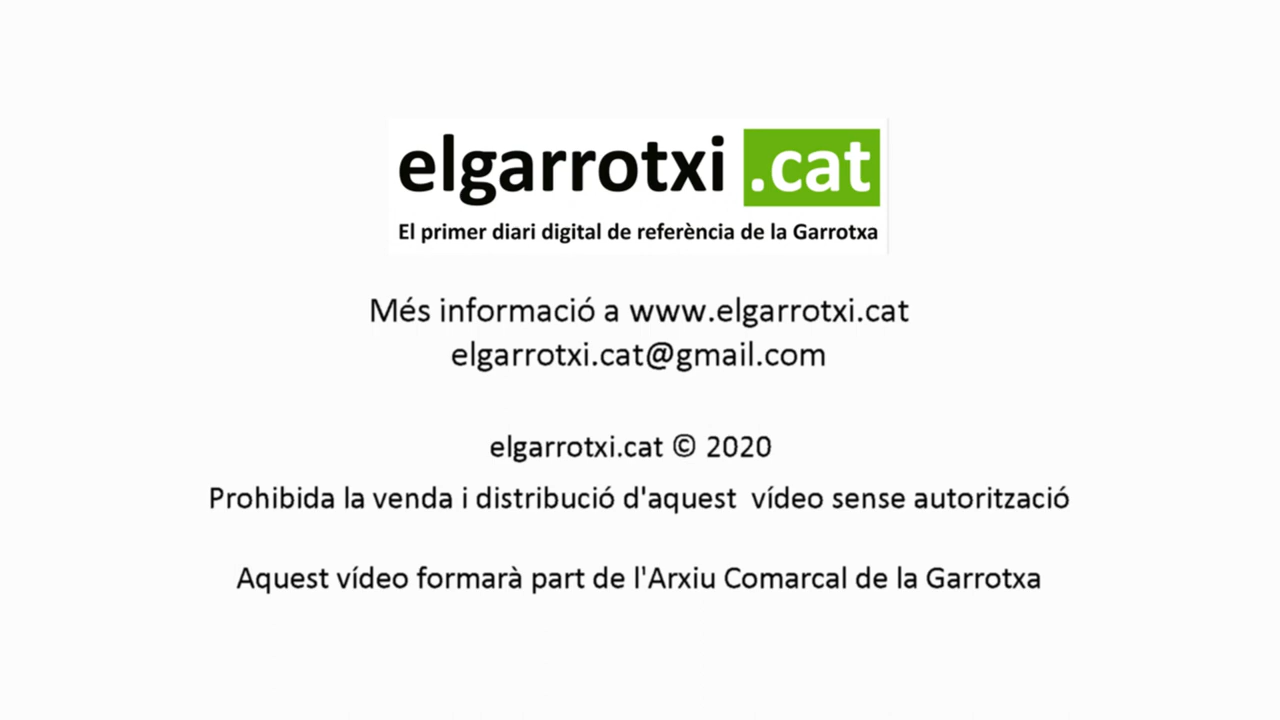 elgarrotxi .cat
El primer diari digital de referència de la Garrotxa
Més informació a www.elgarrotxi.cat
elgarrotxi.cat@gmail.com
elgarrotxi.cat © 2020
Prohibida la venda i distribució d'aquest  vídeo sense autorització
Aquest vídeo formarà part de l'Arxiu Comarcal de la Garrotxa